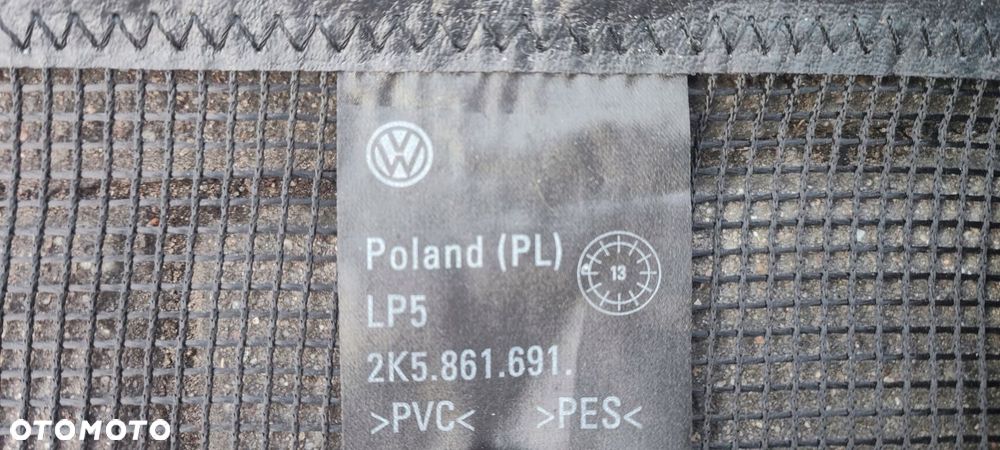 Poland (PL)
13
LP5
2K5.861.691.
>PVC< >PES<
OTOMOTO